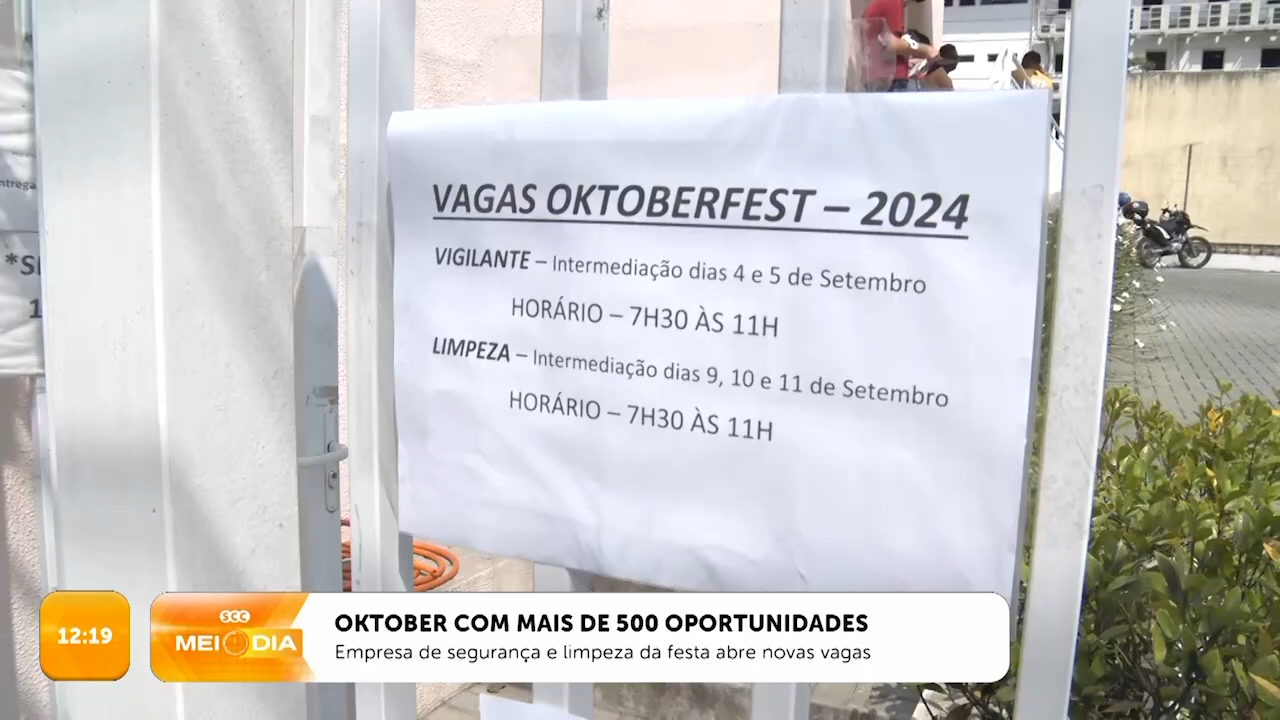 VAGAS OKTOBERFEST – 2024
VIGILANTE – Intermediação dias 4 e 5 de Setembro
HORÁRIO – 7H30 ÀS 11H
LIMPEZA – Intermediação dias 9, 10 e 11 de Setembro
HORÁRIO – 7H30 ÀS 11H
12:19
SCC
MEIO DIA
OKTOBER COM MAIS DE 500 OPORTUNIDADES
Empresa de segurança e limpeza da festa abre novas vagas